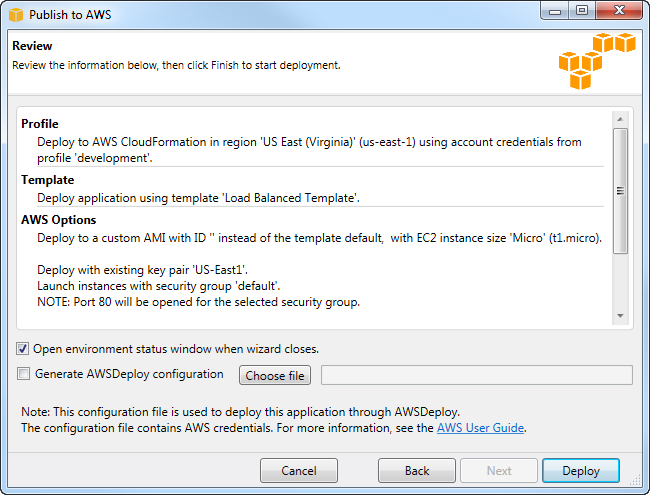 Publish to AWS
Review
Review the information below, then click Finish to start deployment.
Profile
Deploy to AWS CloudFormation in region 'US East (Virginia)' (us-east-1) using account credentials from
profile 'development'.
Template
Deploy application using template 'Load Balanced Template'.
AWS Options
Deploy to a custom AMI with ID '' instead of the template default,  with EC2 instance size 'Micro' (t1.micro).
Deploy with existing key pair 'US-East1'.
Launch instances with security group 'default'.
NOTE: Port 80 will be opened for the selected security group.
Open environment status window when wizard closes.
Generate AWSDeploy configuration Choose file
Note: This configuration file is used to deploy this application through AWSDeploy.
The configuration file contains AWS credentials. For more information, see the AWS User Guide.
Cancel Back Next Deploy